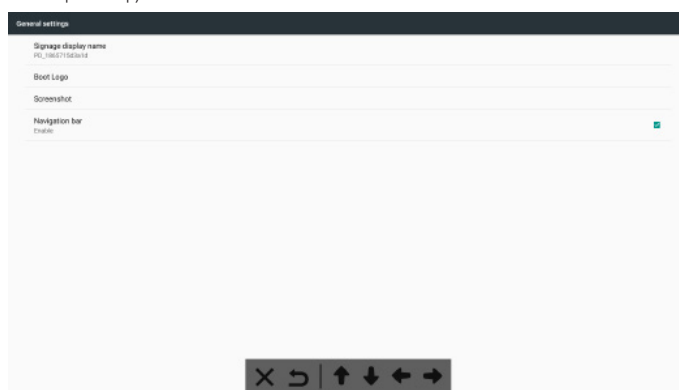 General settings
Signage display name
Boot Logo
Screenshot
Navigation bar
Enable